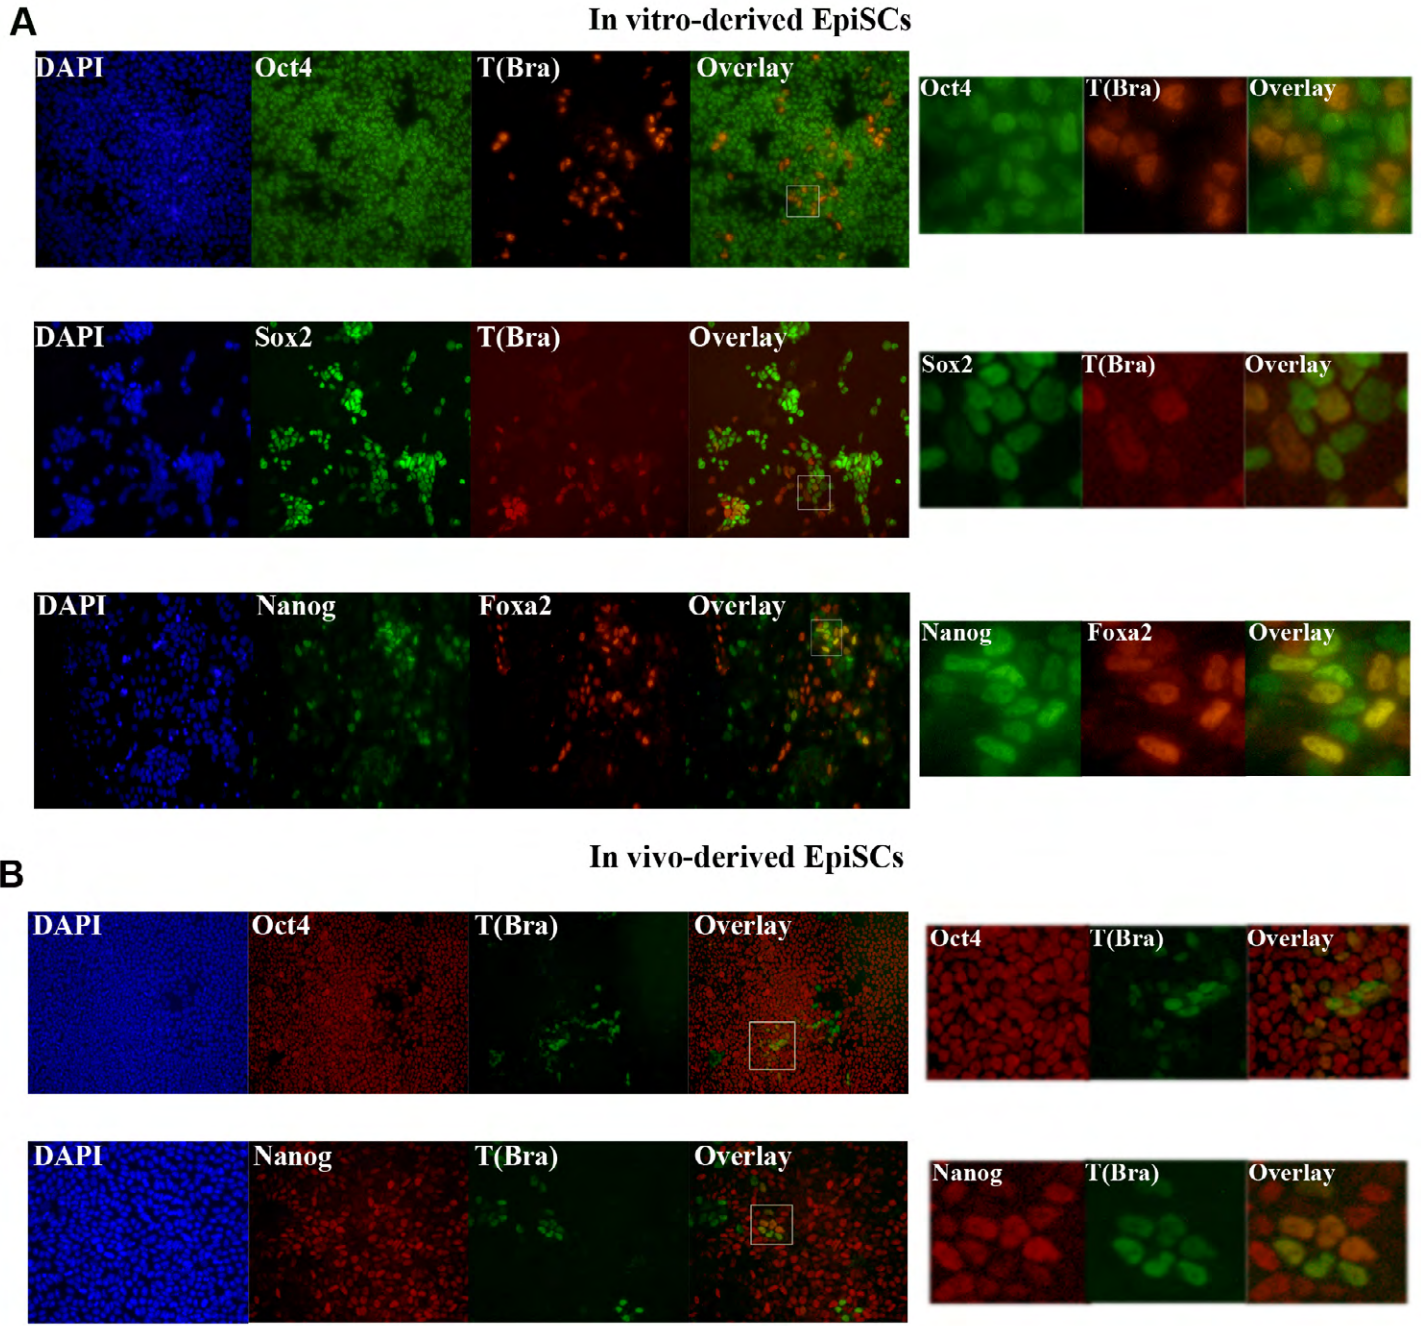 A
In vitro-derived EpiSCs
DAPI Oct4 T(Bra) Overlay Oct4 T(Bra) Overlay
DAPI Sox2 T(Bra) Overlay Sox2 T(Bra) Overlay
DAPI Nanog Foxa2 Overlay Nanog Foxa2 Overlay
B
In vivo-derived EpiSCs
DAPI Oct4 T(Bra) Overlay Oct4 T(Bra) Overlay
DAPI Nanog T(Bra) Overlay Nanog T(Bra) Overlay